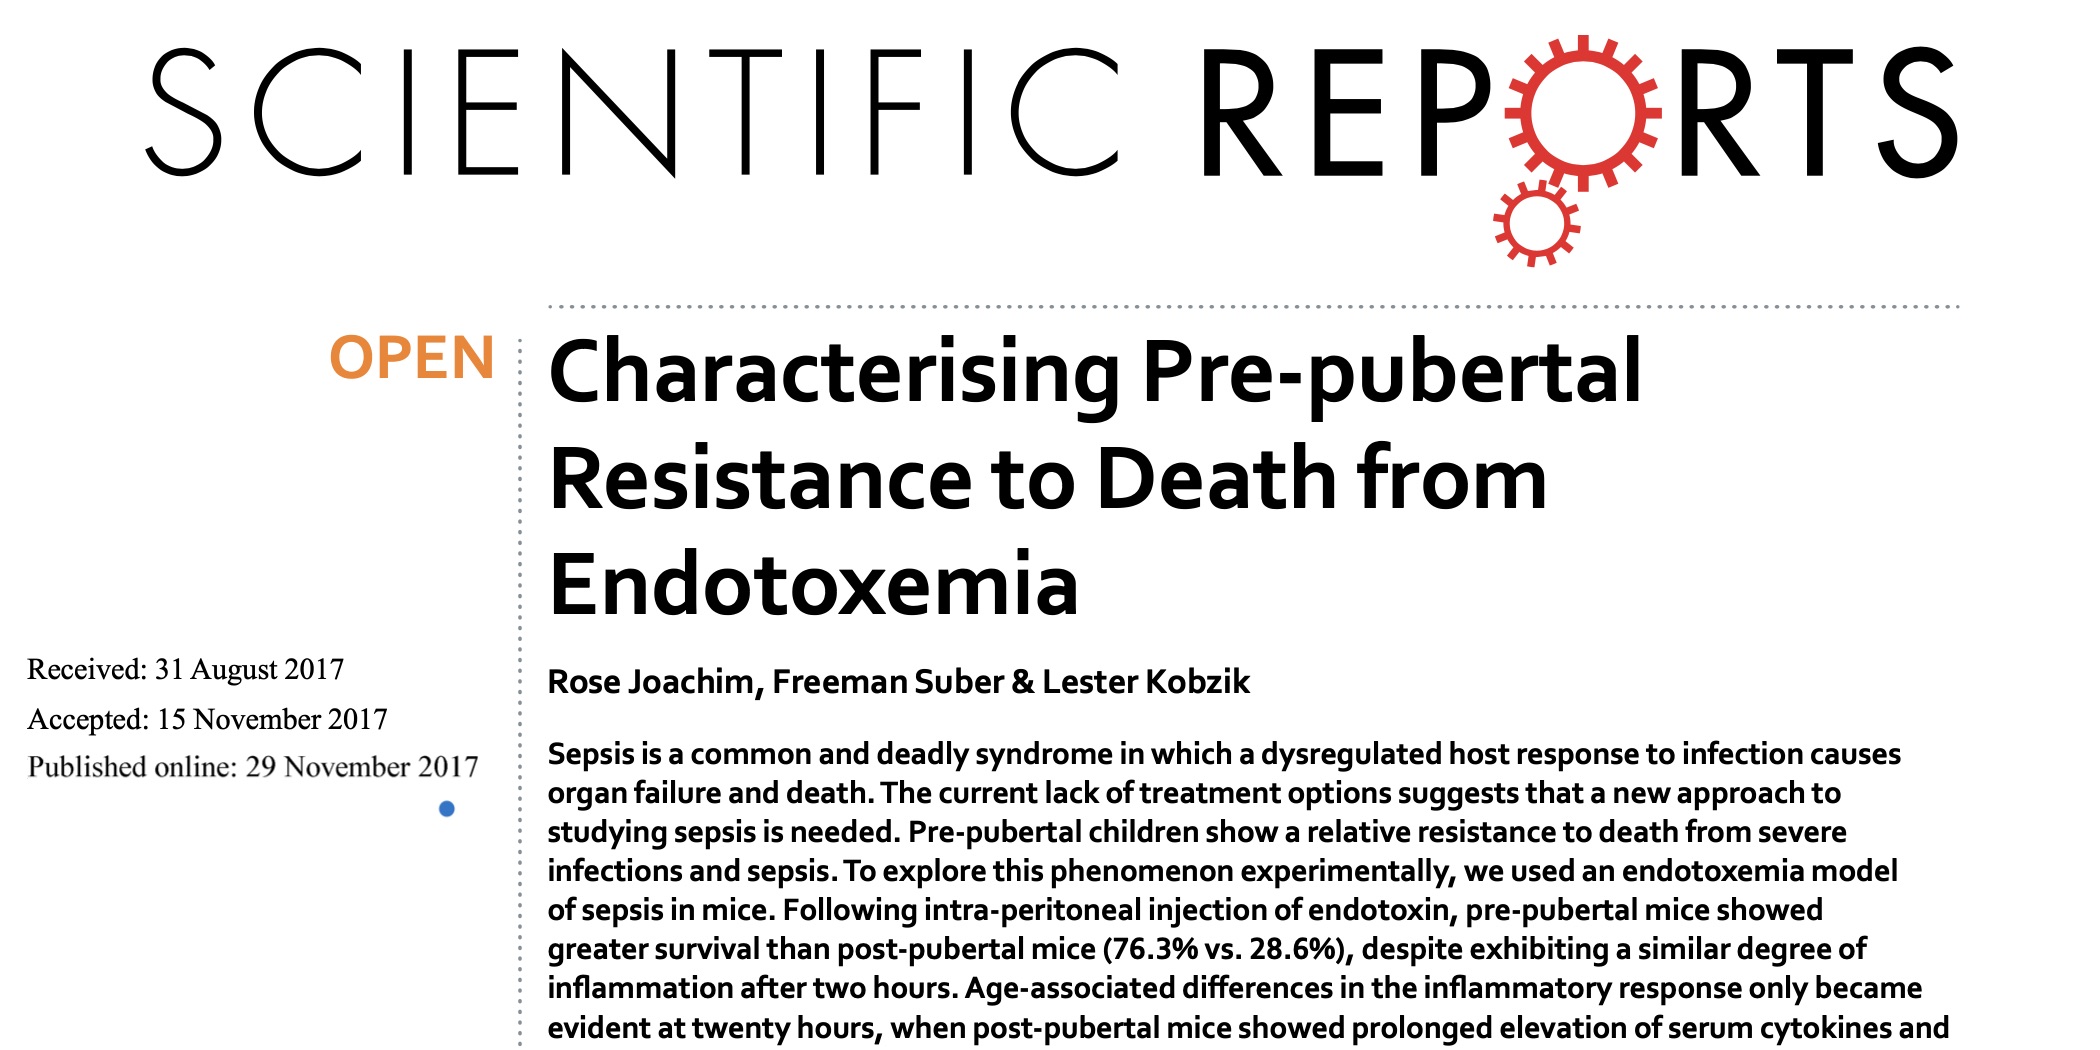 SCIENTIFIC REPORTS
OPEN
Characterising Pre-pubertal
Resistance to Death from
Endotoxemia
Received: 31 August 2017
Accepted: 15 November 2017
Published online: 29 November 2017
Rose Joachim, Freeman Suber & Lester Kobzik
Sepsis is a common and deadly syndrome in which a dysregulated host response to infection causes
organ failure and death. The current lack of treatment options suggests that a new approach to
studying sepsis is needed. Pre-pubertal children show a relative resistance to death from severe
infections and sepsis. To explore this phenomenon experimentally, we used an endotoxemia model
of sepsis in mice. Following intra-peritoneal injection of endotoxin, pre-pubertal mice showed
greater survival than post-pubertal mice (76.3% vs. 28.6%), despite exhibiting a similar degree of
inflammation after two hours. Age-associated differences in the inflammatory response only became
evident at twenty hours, when post-pubertal mice showed prolonged elevation of serum cytokines and